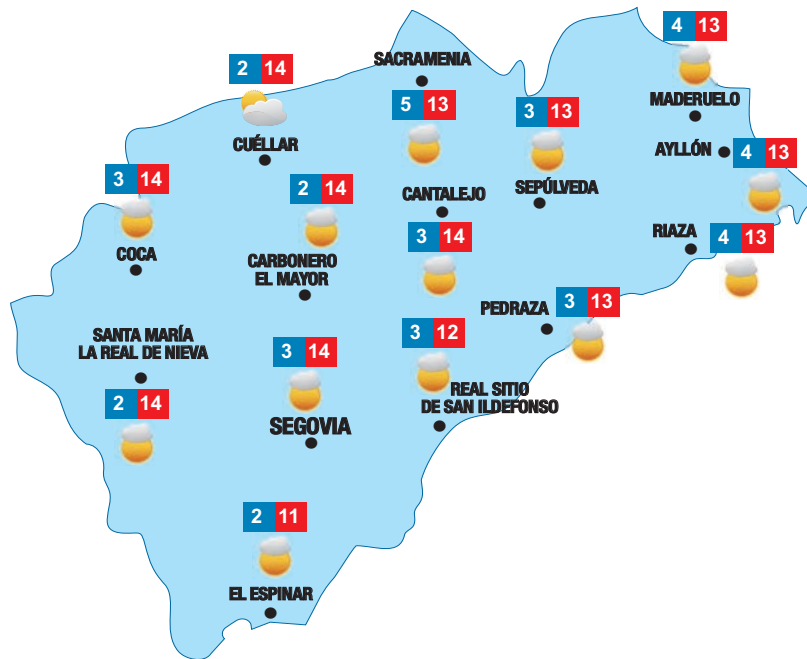 4 13
MADERUELO
SACRAMENIA
5 13
2 14
CUÉLLAR
3 13
SEPÚLVEDA
AYLLÓN
4 13
3 14
COCA
2 14
CARBONERO
EL MAYOR
CANTALEJO
3 14
RIAZA
4 13
PEDRAZA
3 13
SANTA MARÍA
LA REAL DE NIEVA
2 14
3 14
SEGOVIA
3 12
REAL SITIO
DE SAN ILDEFONSO
2 11
EL ESPINAR